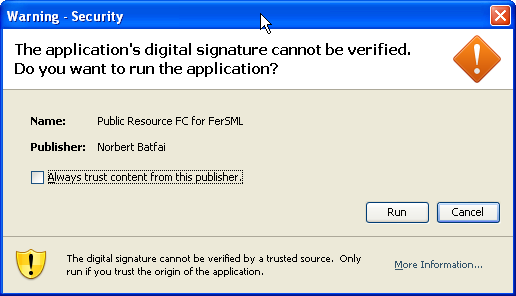 Warning - Security
The application's digital signature cannot be verified.
Do you want to run the application?
Name: Public Resource FC for FerSML
Publisher: Norbert Batfai
Always trust content from this publisher.
Run Cancel
The digital signature cannot be verified by a trusted source. Only
run if you trust the origin of the application.
More Information...